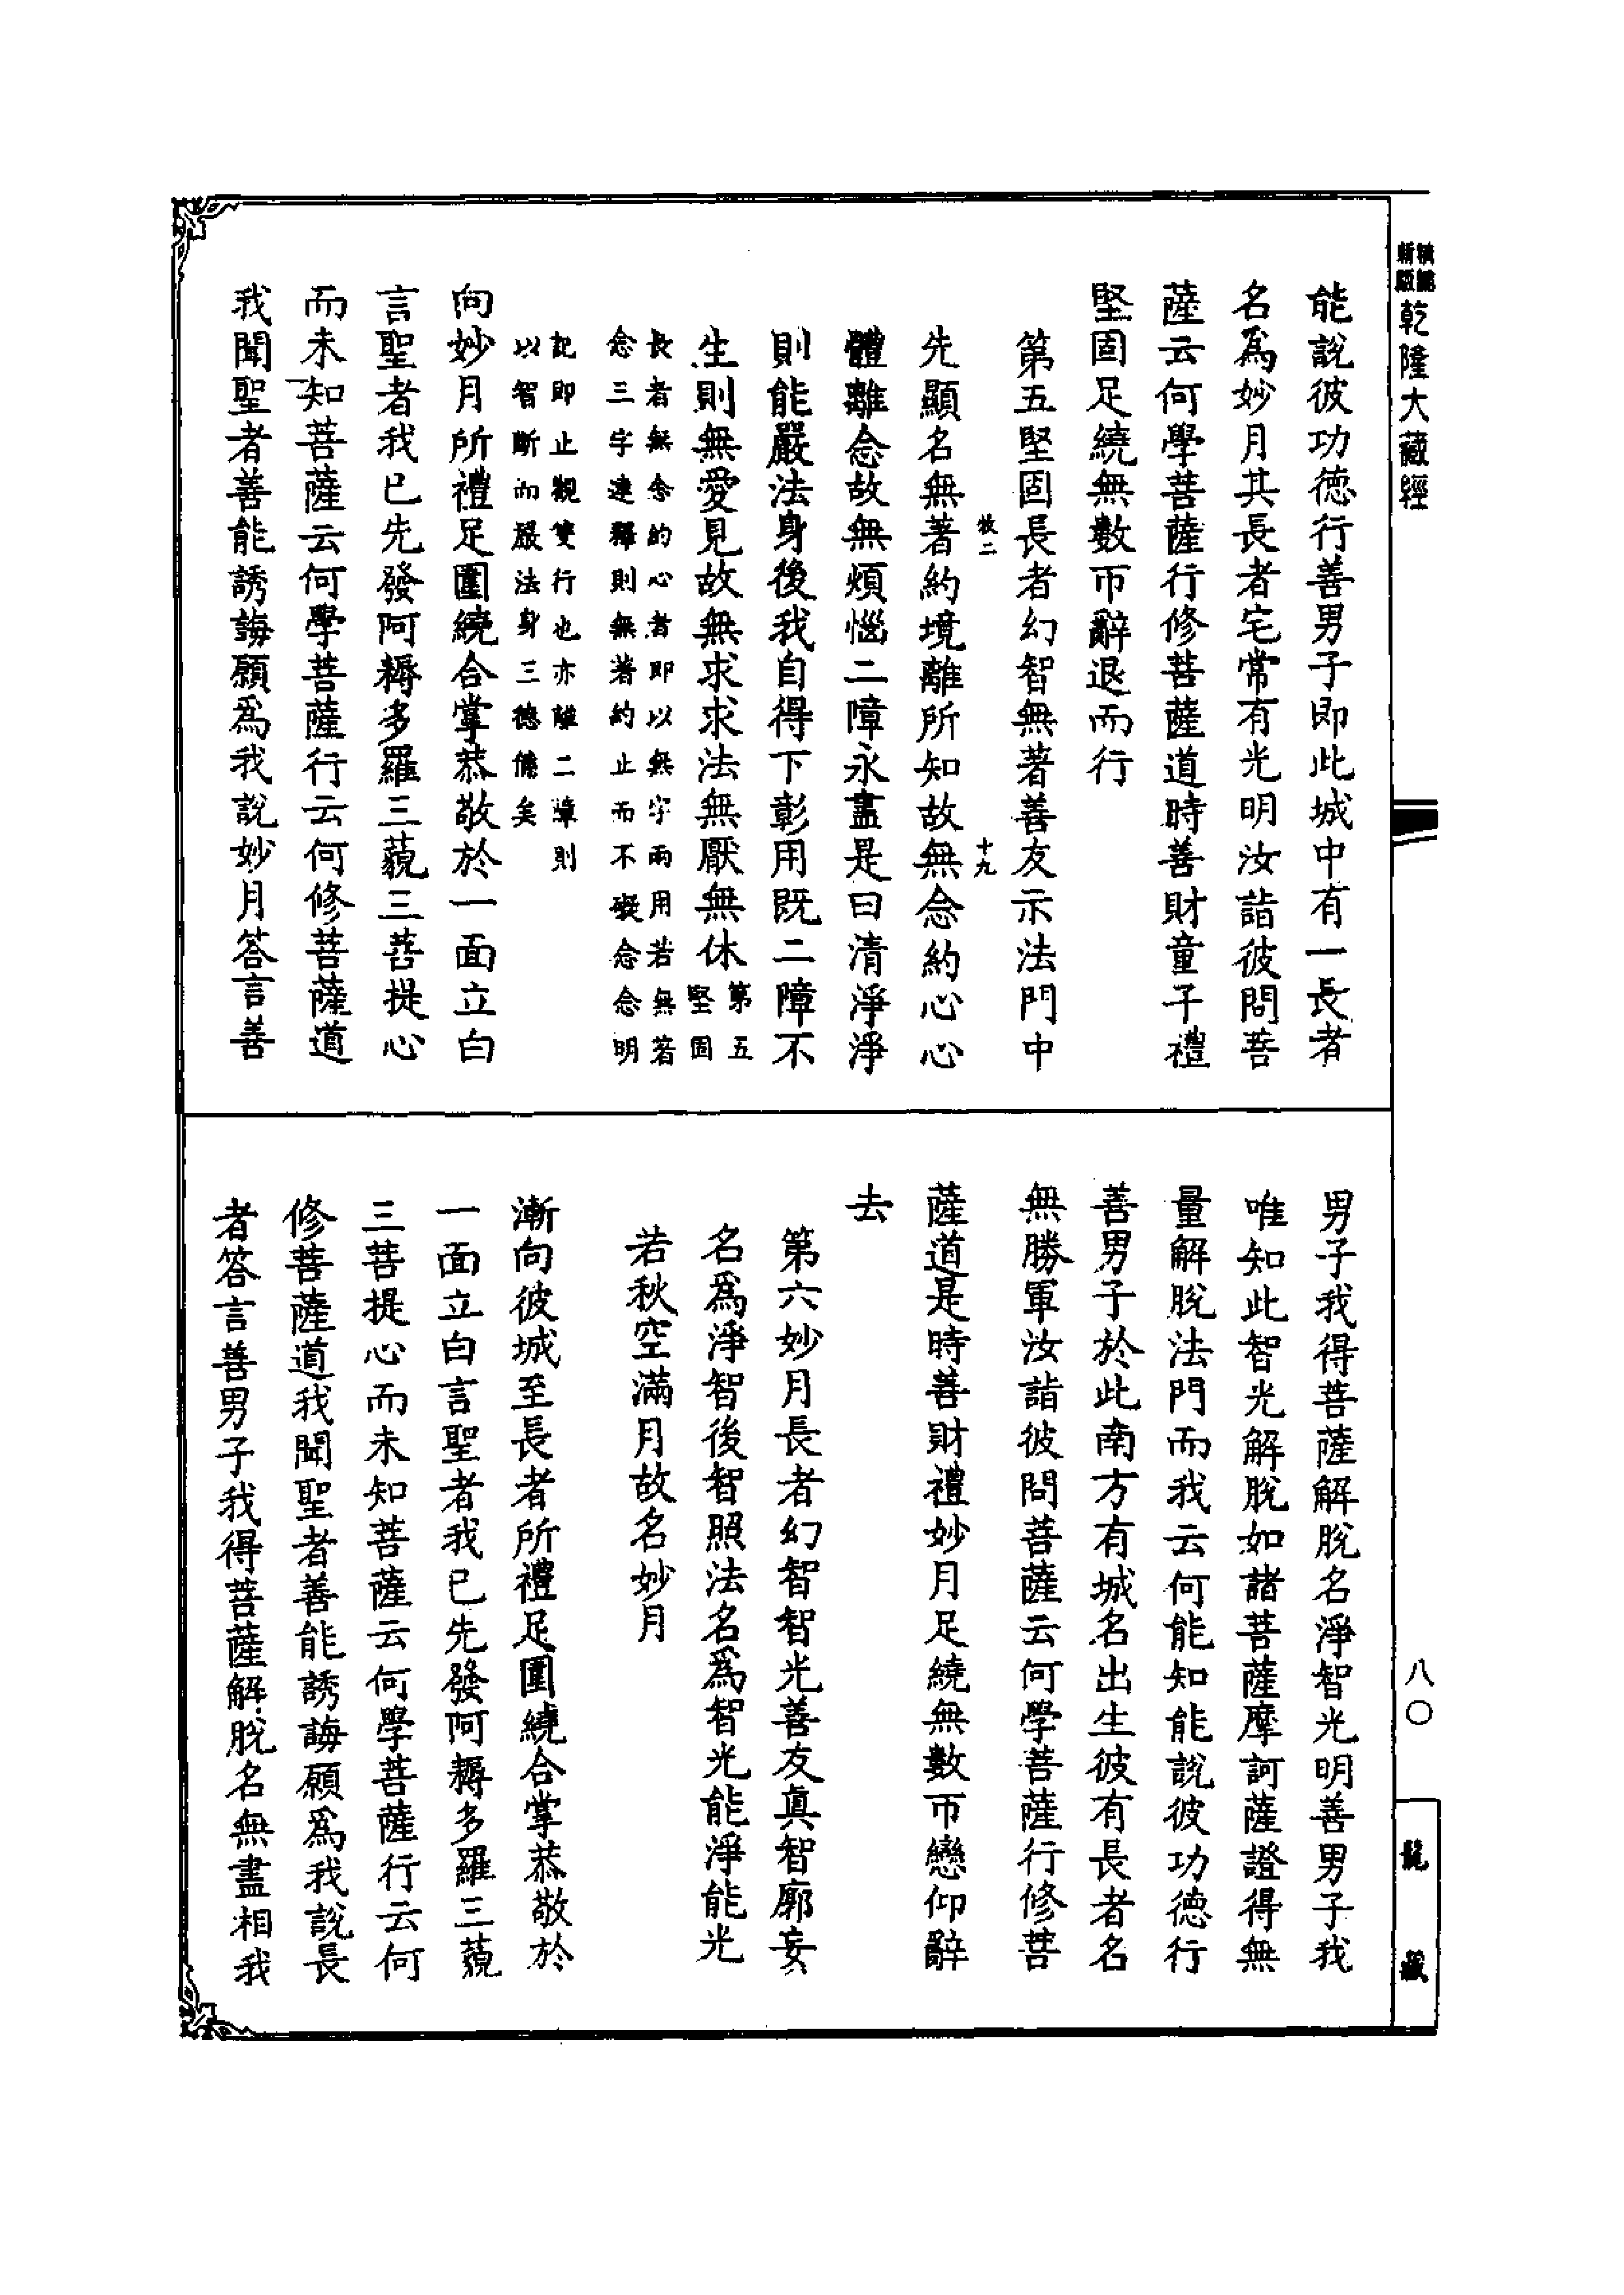 精縮新版
乾隆大藏經
能說彼功德行善男子即此城中有一長者
名為妙月其長者宅常有光明汝詣彼問菩
薩云何學菩薩行修菩薩道時善財童子禮
堅固足繞無數帀辭退而行
第五堅固長者幻智無著善友示法門中
十九
先顯名無著約境離所知故無念約心心
體離念故無煩惱二障永盡是曰清淨淨
則能嚴法身後我自得下彰用既二障不
生則無愛見故無求求法無厭無休第五堅固
長者無念約心者即以無字兩用若無著
念三字連釋則無著約止而不礙念念明
記即止觀雙行也亦離二障則
以智斷而嚴法身三德備矣
向妙月所禮足圍繞合掌恭敬於一面立白
言聖者我已先發阿耨多羅三藐三菩提心
而未知菩薩云何學菩薩行云何修菩薩道
我聞聖者善能誘誨願為我說妙月答言善
男子我得菩薩解脫名淨智光明善男子我
唯知此智光解脫如諸菩薩摩訶薩證得無
量解脫法門而我云何能知能說彼功德行
善男子於此南方有城名出生彼有長者名
無勝軍汝詣彼問菩薩云何學菩薩行修菩
薩道是時善財禮妙月足繞無數帀戀仰辭
去
第六妙月長者幻智智光善友真智廓妄
名為淨智後智照法名為智光能淨能光
若秋空滿月故名妙月
漸向彼城至長者所禮足圍繞合掌恭敬於
一面立白言聖者我已先發阿耨多羅三藐
三菩提心而未知菩薩云何學菩薩行云何
修菩薩道我聞聖者善能誘誨願為我說長
者答言善男子我得菩薩解脫名無盡相我
八〇
龍藏